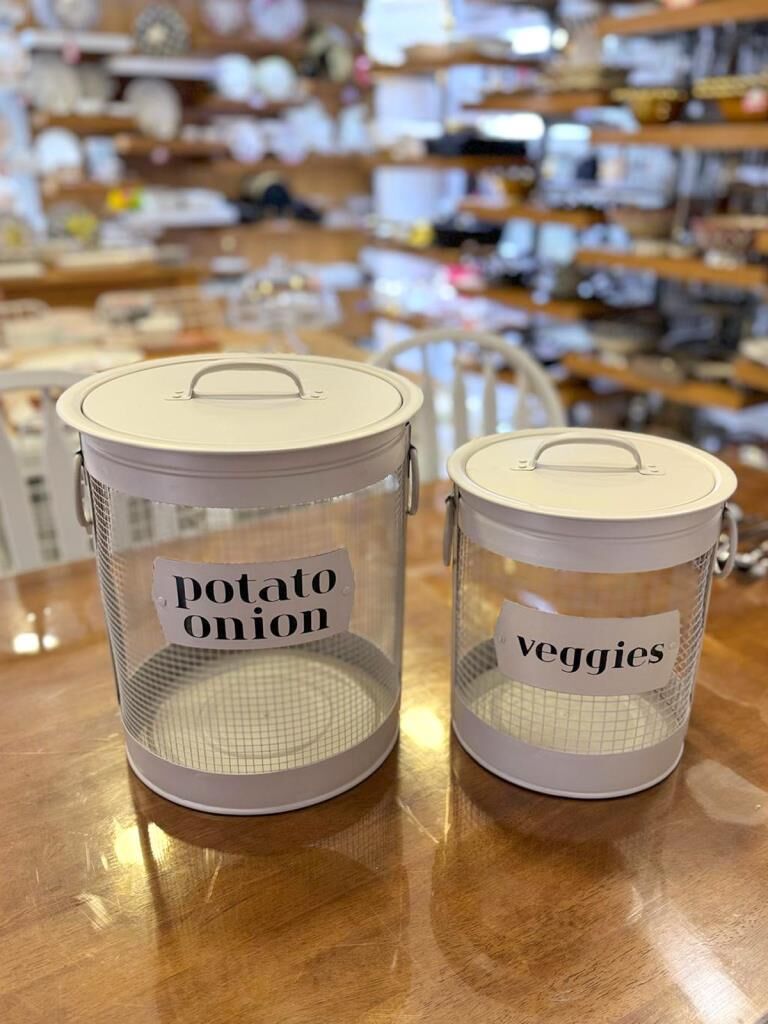 potato
onion
veggies